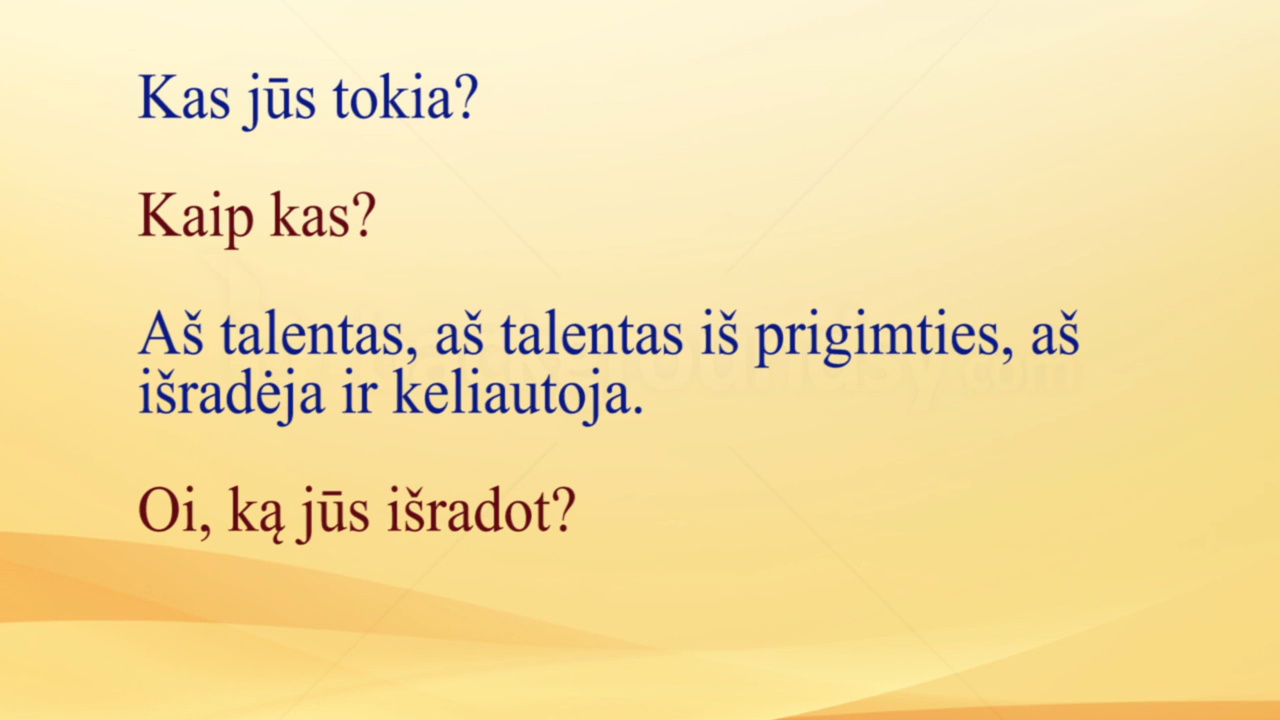 Kas jūs tokia?
Kaip kas?
Aš talentas, aš talentas iš prigimties, aš
išradėja ir keliautoja.
Oi, ką jūs išradot?